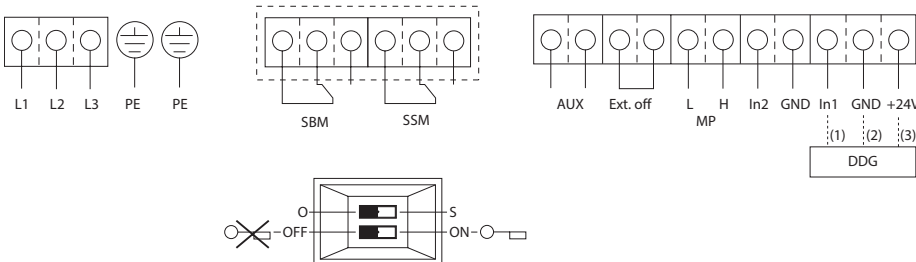 L1 L2 L3 PE PE
SBM SSM
AUX Ext. off L H In2 GND In1 GND +24V
MP
(1) (2) (3)
DDG
O S
OFF ON